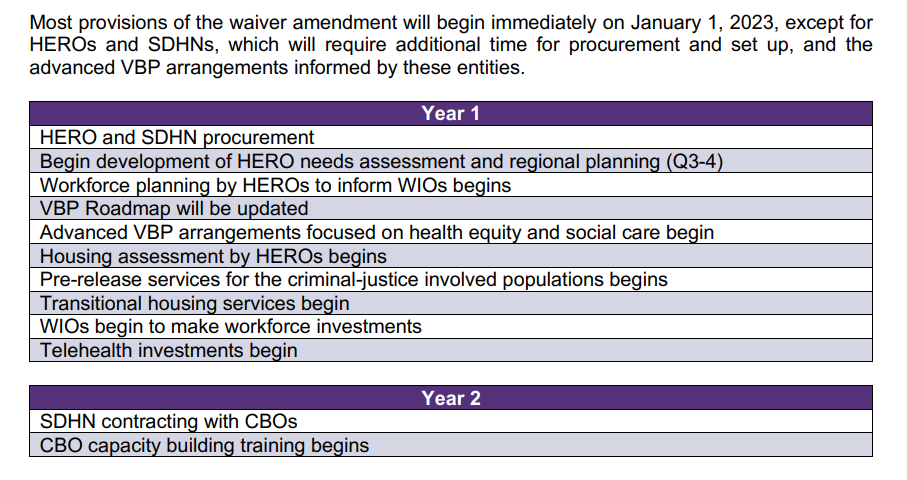 Most provisions of the waiver amendment will begin immediately on January 1, 2023, except for
HEROs and SDHNs, which will require additional time for procurement and set up, and the
advanced VBP arrangements informed by these entities.
Year 1
HERO and SDHN procurement
Begin development of HERO needs assessment and regional planning (Q3-4)
Workforce planning by HEROs to inform WIOs begins
VBP Roadmap will be updated
Advanced VBP arrangements focused on health equity and social care begin
Housing assessment by HEROs begins
Pre-release services for the criminal-justice involved populations begins
Transitional housing services begin
WIOs begin to make workforce investments
Telehealth investments begin
Year 2
SDHN contracting with CBOs
CBO capacity building training begins